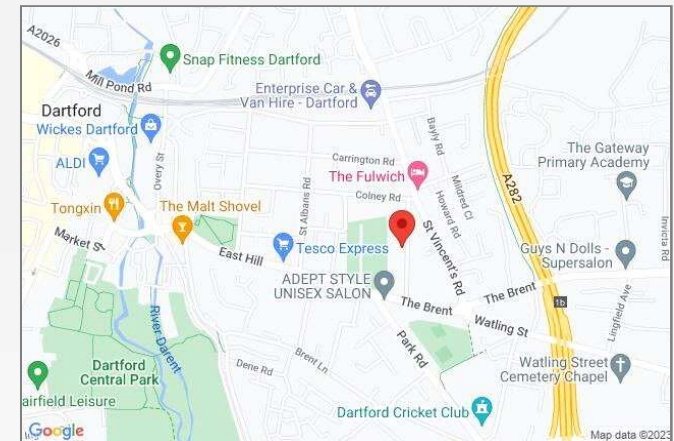 A2026
Snap Fitness Dartford
Mill Pond Rd
Enterprise Car &
Van Hire - Dartford
Dartford
Wickes Dartford
Bayly Rd
The Gateway
Primary Academy
ALDI
Overy St
Carrington Rd
The Fulwich
Mildred Cl
A282
Colney Rd
Howard Rd
St Albans Rd
Tongxin
The Malt Shovel
Market St
East Hill
Tesco Express
St Vincent's Rd
Invicta Rd
Guys N Dolls -
Supersalon
ADEPT STYLE
UNISEX SALON
The Brent
The Brent
1b
Lingfield Ave
Watling St
River Darent
Park Rd
Brent Ln
Dene Rd
Dartford
Central Park
Watling Street
Cemetery Chapel
airfield Leisure
Dartford Cricket Club
Google
Map data ©2023